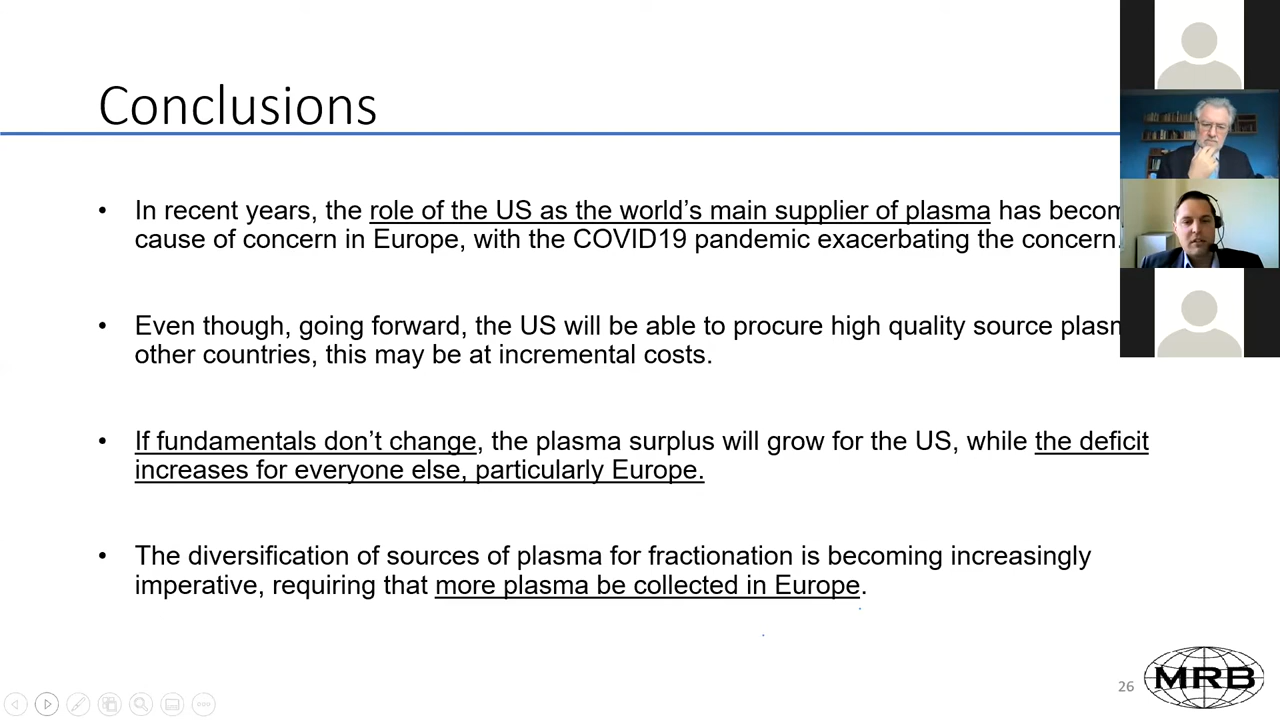 Conclusions
• In recent years, the role of the US as the world’s main supplier of plasma has
cause of concern in Europe, with the COVID19 pandemic exacerbating the concern.
• Even though, going forward, the US will be able to procure high quality source
other countries, this may be at incremental costs.
• If fundamentals don’t change, the plasma surplus will grow for the US, while the deficit
increases for everyone else, particularly Europe.
• The diversification of sources of plasma for fractionation is becoming increasingly
imperative, requiring that more plasma be collected in Europe.
26
MRB